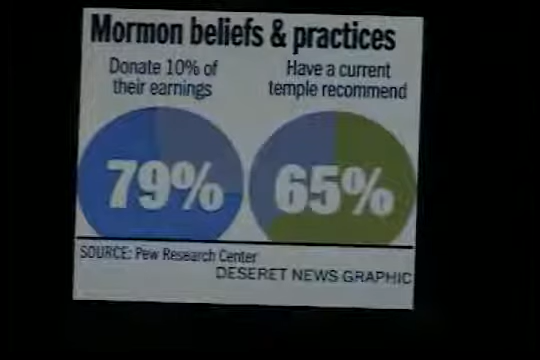 Mormon beliefs & practices
Donate 10% of
their earnings
Have a current
temple recommend
79%
65%
SOURCE: Pew Research Center
DESERET NEWS GRAPHIC